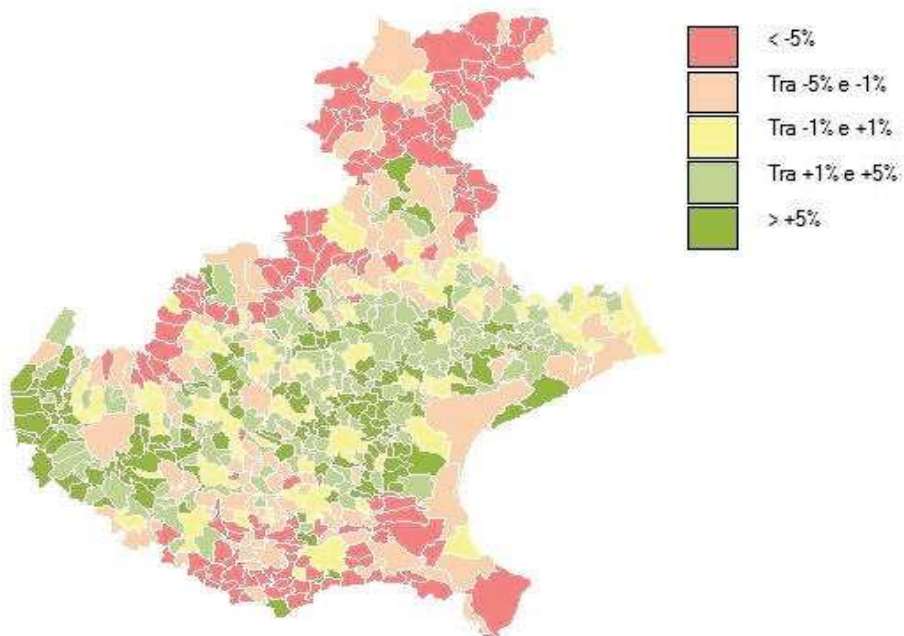 < -5%
Tra -5% e -1%
Tra -1% e +1%
Tra +1% e +5%
> +5%